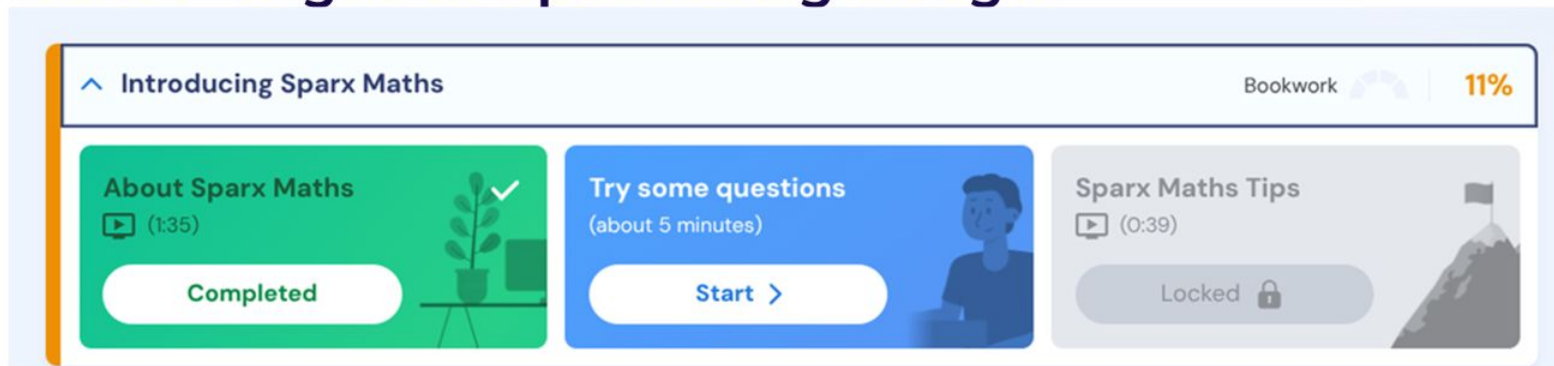 Introducing Sparx Maths
Bookwork 11%
About Sparx Maths
(1:35)
Completed
Try some questions
(about 5 minutes)
Start >
Sparx Maths Tips
(0:39)
Locked